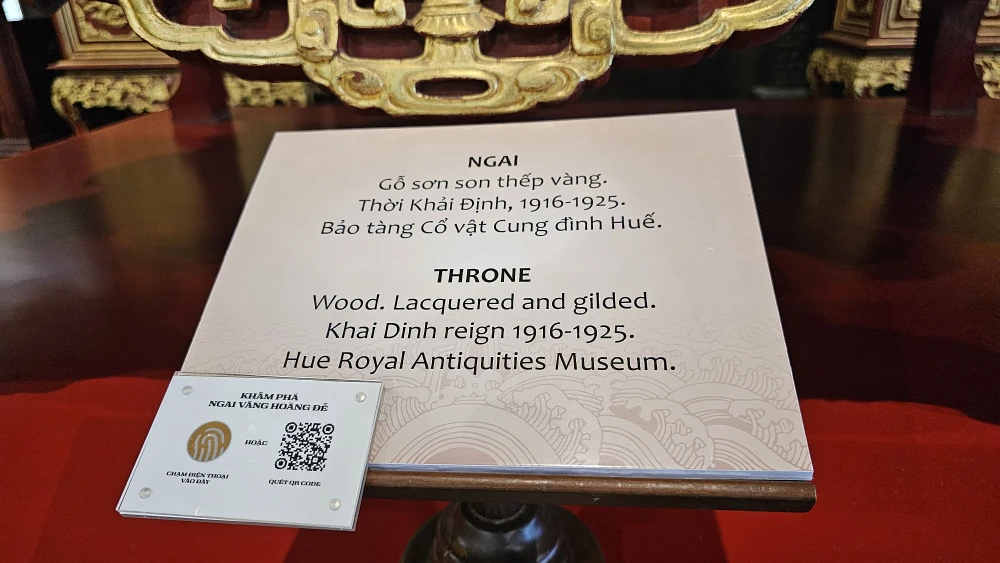 NGAI
Gỗ sơn son thếp vàng.
Thời Khải Định, 1916-1925.
Bảo tàng Cổ vật Cung đình Huế.
THRONE
Wood. Lacquered and gilded.
Khai Dinh reign 1916-1925.
Hue Royal Antiquities Museum.
KHÁM PHÁ
NGAI VÀNG HOÀNG ĐẾ
HOẶC
CHẠM ĐIỆN THOẠI
VÀO ĐÂY
QUÉT QR CODE